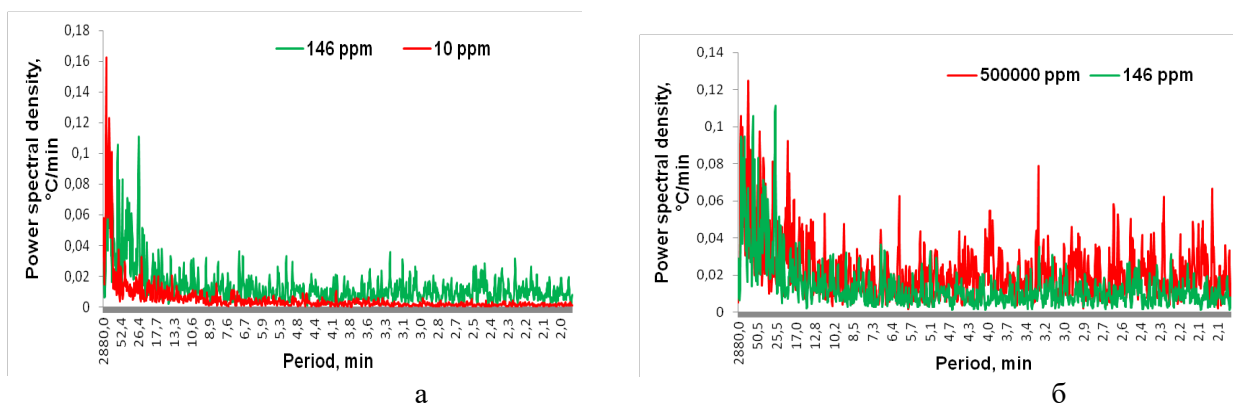 0,18
0,16
0,14
0,12
0,1
0,08
0,06
0,04
0,02
0
Power spectral density,
°C/min
146 ppm 10 ppm
2880,0 52,4 26,4 17,7 13,3 10,6 8,9 7,6 6,7 5,9 5,3 4,8 4,4 4,1 3,8 3,6 3,3 3,1 3,0 2,8 2,7 2,5 2,4 2,3 2,2 2,1 2,0
Period, min
а
0,14
0,12
0,1
0,08
0,06
0,04
0,02
0
Power spectral density,
°C/min
500000 ppm 146 ppm
2880,0 50,5 25,5 17,0 12,8 10,2 8,5 7,3 6,4 5,7 5,1 4,7 4,3 4,0 3,7 3,4 3,2 3,0 2,9 2,7 2,6 2,4 2,3 2,2 2,1 2,1
Period, min
б